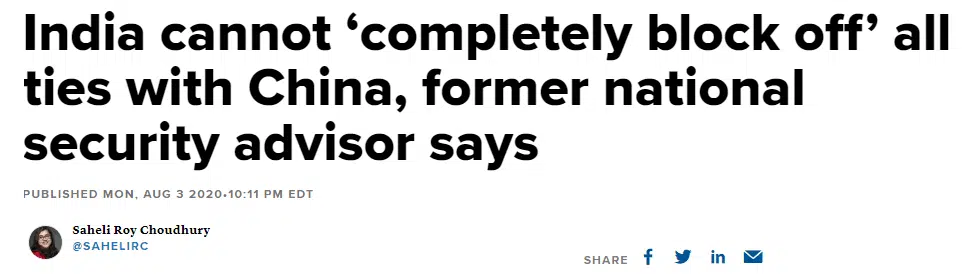 India cannot ‘completely block off’ all
ties with China, former national
security advisor says
PUBLISHED MON, AUG 3 2020•10:11 PM EDT
Saheli Roy Choudhury
@SAHELIRC
SHARE